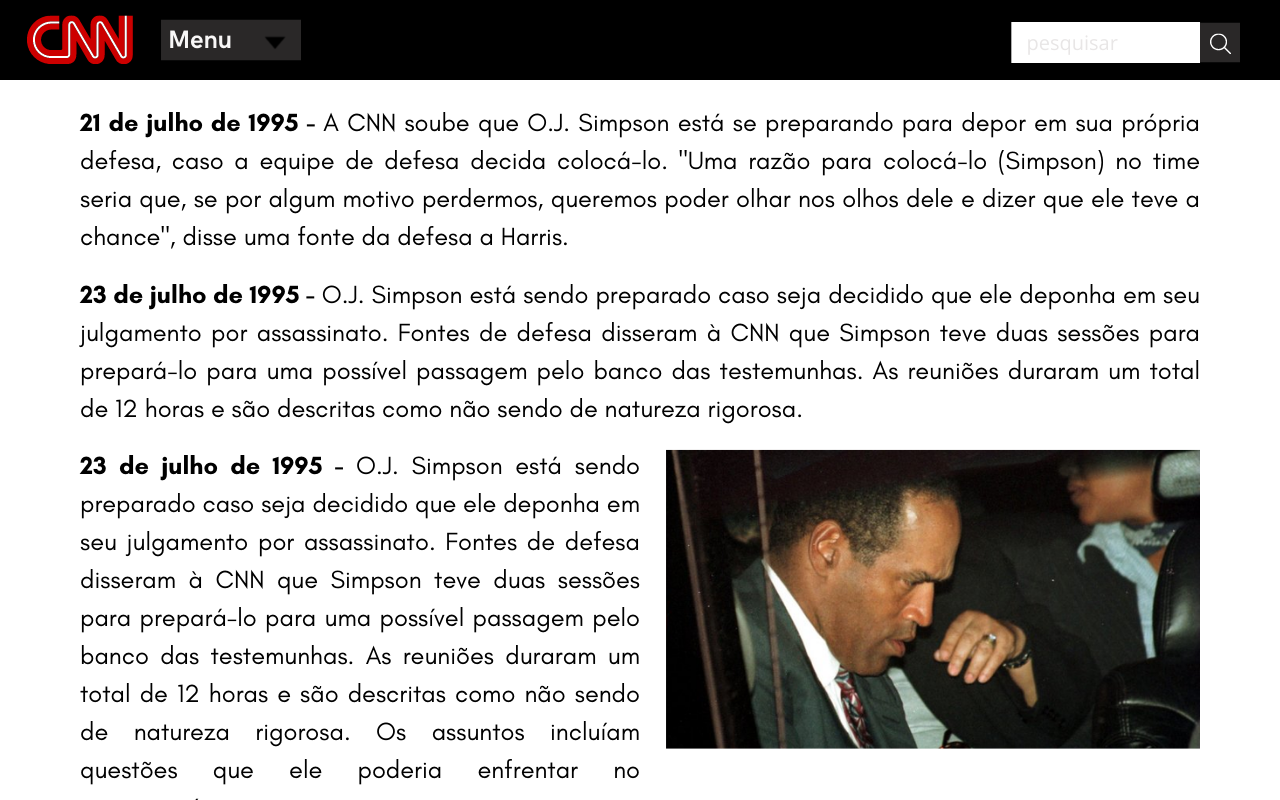 CNN
Menu
pesquisar
21 de julho de 1995 - A CNN soube que O.J. Simpson está se preparando para depor em sua própria
defesa, caso a equipe de defesa decida colocá-lo. "Uma razão para colocá-lo (Simpson) no time
seria que, se por algum motivo perdermos, queremos poder olhar nos olhos dele e dizer que ele teve a
chance", disse uma fonte da defesa a Harris.
23 de julho de 1995 - O.J. Simpson está sendo preparado caso seja decidido que ele deponha em seu
julgamento por assassinato. Fontes de defesa disseram à CNN que Simpson teve duas sessões para
prepará-lo para uma possível passagem pelo banco das testemunhas. As reuniões duraram um total
de 12 horas e são descritas como não sendo de natureza rigorosa.
23 de julho de 1995 - O.J. Simpson está sendo
preparado caso seja decidido que ele deponha em
seu julgamento por assassinato. Fontes de defesa
disseram à CNN que Simpson teve duas sessões
para prepará-lo para uma possível passagem pelo
banco das testemunhas. As reuniões duraram um
total de 12 horas e são descritas como não sendo
de natureza rigorosa. Os assuntos incluíam
questões que ele poderia enfrentar no